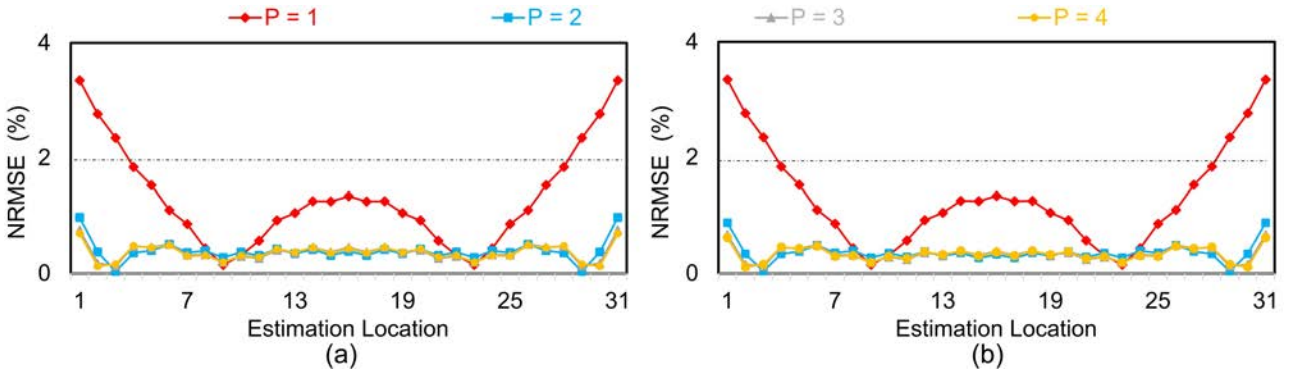 P = 1 P = 2 P = 3 P = 4
4
2
0
NRMSE (%)
1 7 13 19 25 31
Estimation Location
(a)
4
2
0
NRMSE (%)
1 7 13 19 25 31
Estimation Location
(b)